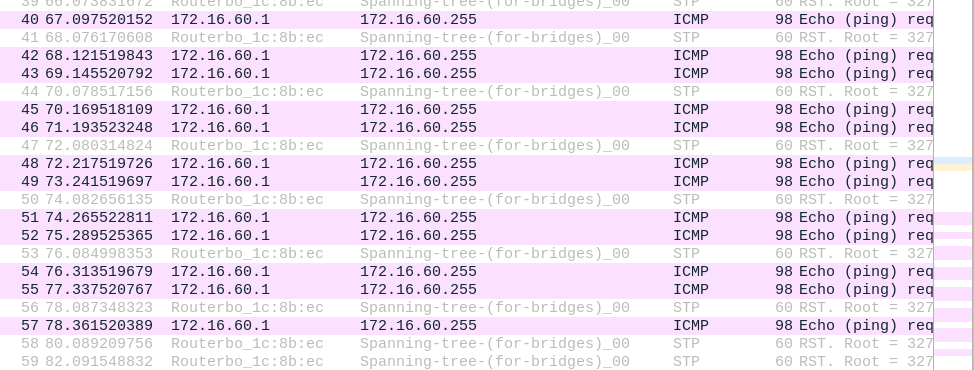 39 66.073831672 Routerbo_1c:8b:ec Spanning-tree-(for-bridges)_00 STP 60 RST. Root = 327
40 67.097520152 172.16.60.1 172.16.60.255 ICMP 98 Echo (ping) req
41 68.076170608 Routerbo_1c:8b:ec Spanning-tree-(for-bridges)_00 STP 60 RST. Root = 327
42 68.121519843 172.16.60.1 172.16.60.255 ICMP 98 Echo (ping) req
43 69.145520792 172.16.60.1 172.16.60.255 ICMP 98 Echo (ping) req
44 70.078517156 Routerbo_1c:8b:ec Spanning-tree-(for-bridges)_00 STP 60 RST. Root = 327
45 70.169518109 172.16.60.1 172.16.60.255 ICMP 98 Echo (ping) req
46 71.193523248 172.16.60.1 172.16.60.255 ICMP 98 Echo (ping) req
47 72.080314824 Routerbo_1c:8b:ec Spanning-tree-(for-bridges)_00 STP 60 RST. Root = 327
48 72.217519726 172.16.60.1 172.16.60.255 ICMP 98 Echo (ping) req
49 73.241519697 172.16.60.1 172.16.60.255 ICMP 98 Echo (ping) req
50 74.082656135 Routerbo_1c:8b:ec Spanning-tree-(for-bridges)_00 STP 60 RST. Root = 327
51 74.265522811 172.16.60.1 172.16.60.255 ICMP 98 Echo (ping) req
52 75.289525365 172.16.60.1 172.16.60.255 ICMP 98 Echo (ping) req
53 76.084998353 Routerbo_1c:8b:ec Spanning-tree-(for-bridges)_00 STP 60 RST. Root = 327
54 76.313519679 172.16.60.1 172.16.60.255 ICMP 98 Echo (ping) req
55 77.337520767 172.16.60.1 172.16.60.255 ICMP 98 Echo (ping) req
56 78.087348323 Routerbo_1c:8b:ec Spanning-tree-(for-bridges)_00 STP 60 RST. Root = 327
57 78.361520389 172.16.60.1 172.16.60.255 ICMP 98 Echo (ping) req
58 80.089209756 Routerbo_1c:8b:ec Spanning-tree-(for-bridges)_00 STP 60 RST. Root = 327
59 82.091548832 Routerbo_1c:8b:ec Spanning-tree-(for-bridges)_00 STP 60 RST. Root = 327